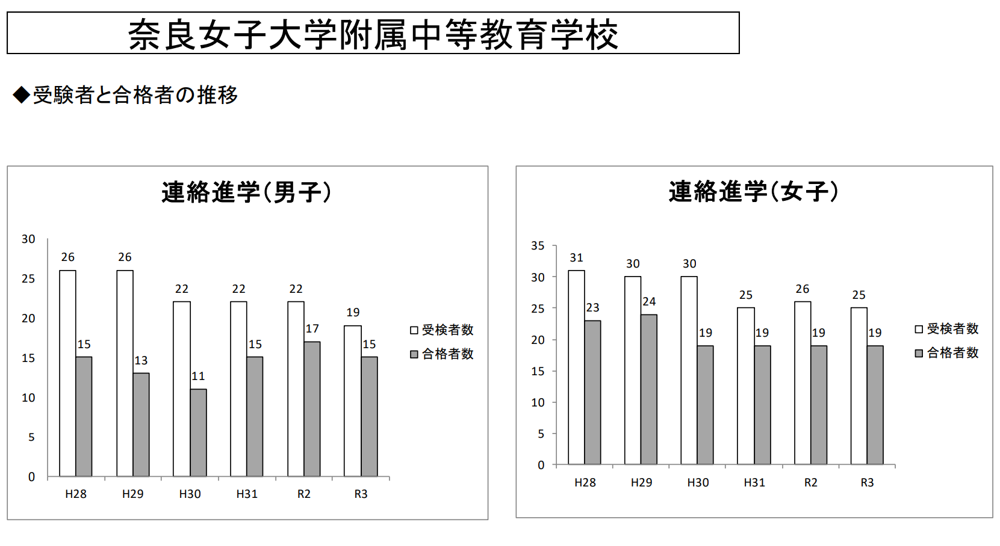 奈良女子大学附属中等教育学校
◆受験者と合格者の推移
連絡進学(男子)
30
25
20
15
10
5
0
26
15
26
13
22
11
22
15
22
17
19
15
H28
H29
H30
H31
R2
R3
受検者数
合格者数
連絡進学(女子)
35
30
25
20
15
10
5
0
31
23
30
24
30
19
25
19
26
19
25
19
H28
H29
H30
H31
R2
R3
受検者数
合格者数